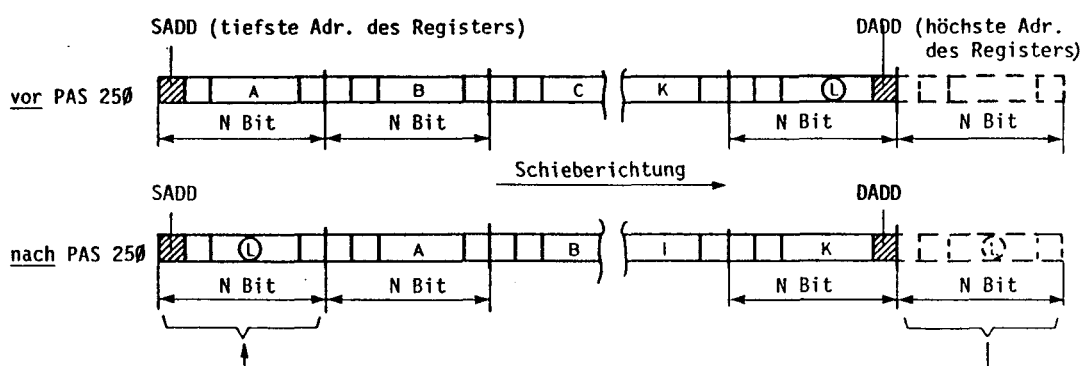 SADD (tiefste Adr. des Registers)
DADD (höchste Adr.
des Registers)
vor PAS 250
A B C K L
N Bit N Bit N Bit N Bit
Schieberichtung
SADD DADD
nach PAS 250
L A B I K L
N Bit N Bit N Bit N Bit